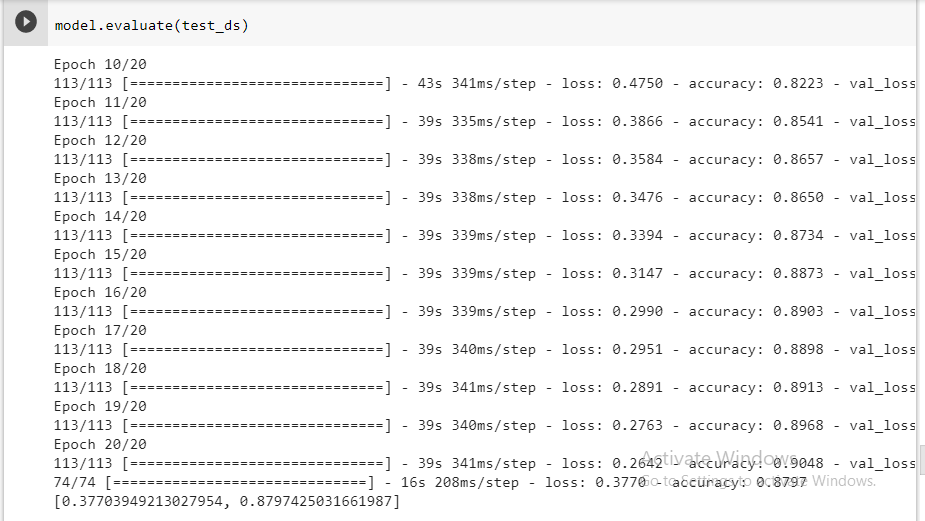 model.evaluate(test_ds)
Epoch 10/20
113/113 [==============================] - 43s 341ms/step - loss: 0.4750 - accuracy: 0.8223 - val_loss
Epoch 11/20
113/113 [==============================] - 39s 335ms/step - loss: 0.3866 - accuracy: 0.8541 - val_loss
Epoch 12/20
113/113 [==============================] - 39s 338ms/step - loss: 0.3584 - accuracy: 0.8657 - val_loss
Epoch 13/20
113/113 [==============================] - 39s 338ms/step - loss: 0.3476 - accuracy: 0.8650 - val_loss
Epoch 14/20
113/113 [==============================] - 39s 339ms/step - loss: 0.3394 - accuracy: 0.8734 - val_loss
Epoch 15/20
113/113 [==============================] - 39s 339ms/step - loss: 0.3147 - accuracy: 0.8873 - val_loss
Epoch 16/20
113/113 [==============================] - 39s 339ms/step - loss: 0.2990 - accuracy: 0.8903 - val_loss
Epoch 17/20
113/113 [==============================] - 39s 340ms/step - loss: 0.2951 - accuracy: 0.8898 - val_loss
Epoch 18/20
113/113 [==============================] - 39s 341ms/step - loss: 0.2891 - accuracy: 0.8913 - val_loss
Epoch 19/20
113/113 [==============================] - 39s 340ms/step - loss: 0.2763 - accuracy: 0.8968 - val_loss
Epoch 20/20
113/113 [==============================] - 39s 341ms/step - loss: 0.2642 - accuracy: 0.9048 - val_loss
74/74 [==============================] - 16s 208ms/step - loss: 0.3770 - accuracy: 0.8797
[0.37703949213027954, 0.8797425031661987]
Activate Windows
Go to Settings to activate Windows.